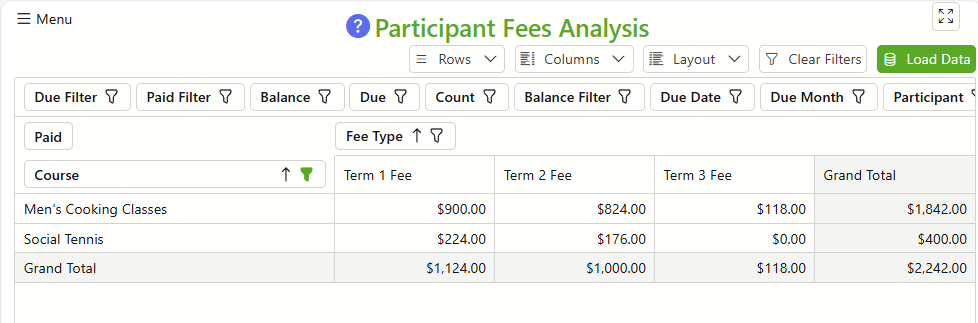 Menu
? Participant Fees Analysis
Rows Columns Layout Clear Filters Load Data
Due Filter Paid Filter Balance Due Count Balance Filter Due Date Due Month Participant
Paid Fee Type
Course Term 1 Fee Term 2 Fee Term 3 Fee Grand Total
Men's Cooking Classes $900.00 $824.00 $118.00 $1,842.00
Social Tennis $224.00 $176.00 $0.00 $400.00
Grand Total $1,124.00 $1,000.00 $118.00 $2,242.00